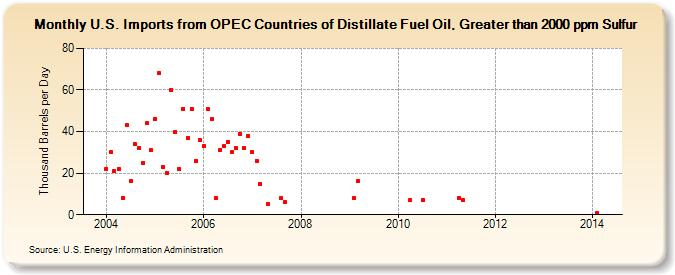 Monthly U.S. Imports from OPEC Countries of Distillate Fuel Oil, Greater than 2000 ppm Sulfur
Thousand Barrels per Day
80
60
40
20
0
2004 2006 2008 2010 2012 2014
Source: U.S. Energy Information Administration